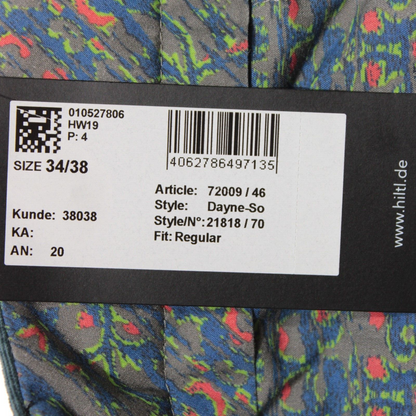 010527806
HW19
P: 4
SIZE 34/38
4062786497135
Article: 72009 / 46
Style: Dayne-So
Style/N°: 21818 / 70
Fit: Regular
Kunde: 38038
KA:
AN: 20
www.hiltl.de